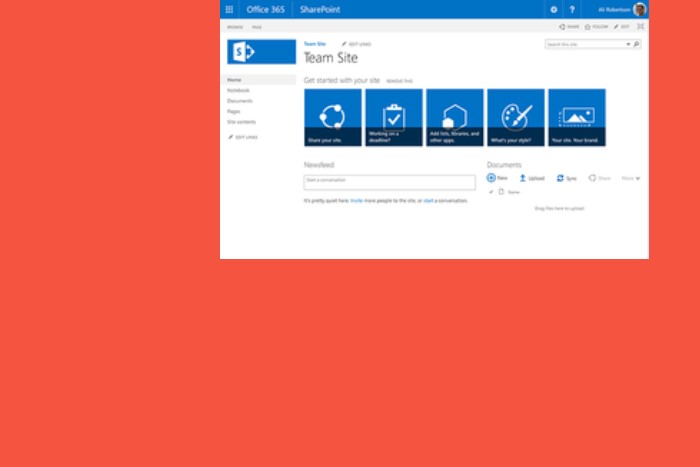 Office 365 SharePoint Ali Robertson
BROWSE PAGE SHARE FOLLOW EDIT
Team Site EDIT LINKS
Search this site
Team Site
Get started with your site REMOVE THIS
Home
Notebook
Documents
Pages
Site contents
EDIT LINKS
Share your site.
Working on a deadline?
Add lists, libraries, and other apps.
What's your style?
Your site. Your brand.
Newsfeed
Start a conversation
It's pretty quiet here. Invite more people to the site, or start a conversation.
Documents
New Upload Sync Share More
Name
Drag files here to upload